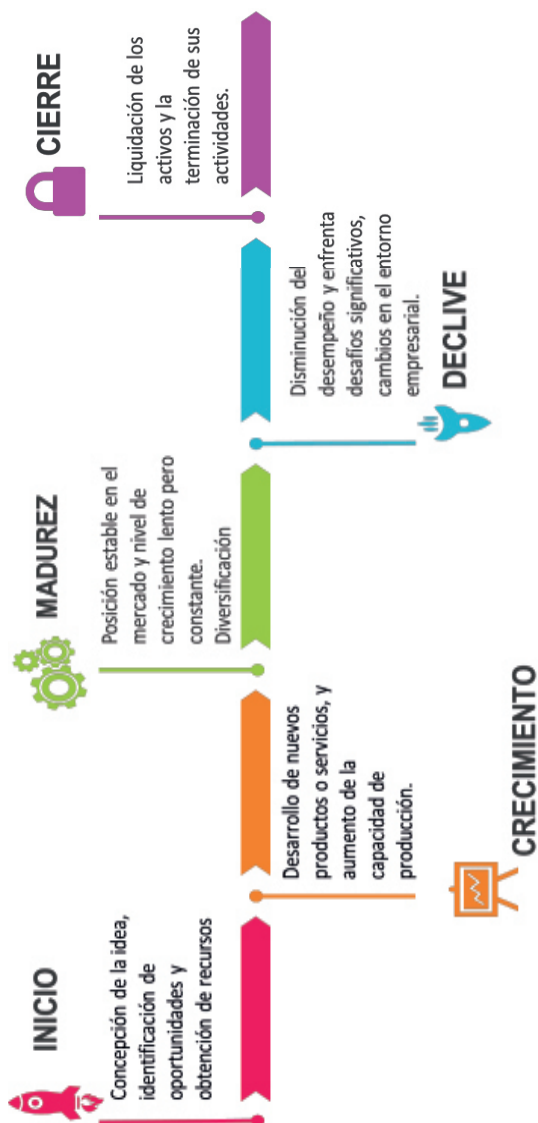 INICIO
Concepción de la idea,
identificación de
oportunidades y
obtención de recursos
CRECIMIENTO
Desarrollo de nuevos
productos o servicios, y
aumento de la
capacidad de
producción.
MADUREZ
Posición estable en el
mercado y nivel de
crecimiento lento pero
constante.
Diversificación
DECLIVE
Disminución del
desempeño y enfrenta
desafíos significativos,
cambios en el entorno
empresarial.
CIERRE
Liquidación de los
activos y la
terminación de sus
actividades.